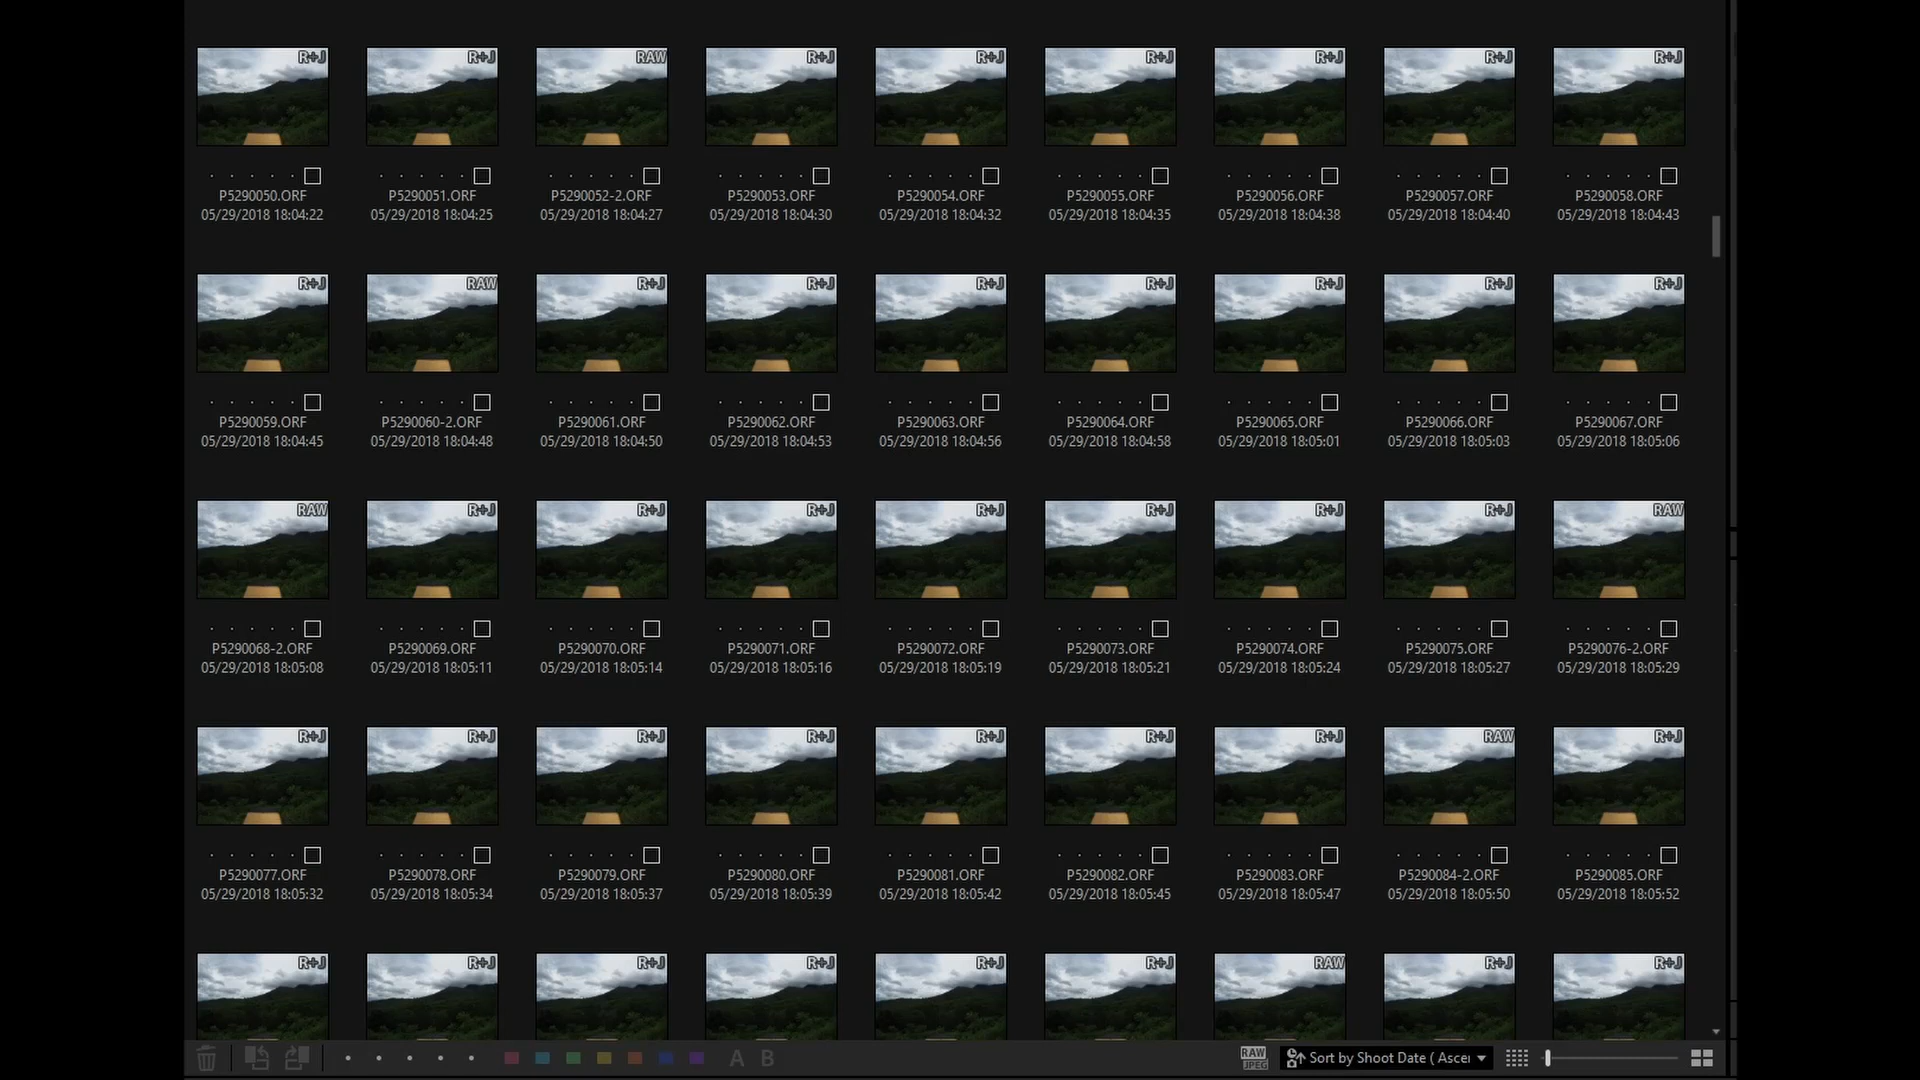 R+J R+J RAW R+J R+J R+J R+J R+J R+J
P5290050.ORF P5290051.ORF P5290052-2.ORF P5290053.ORF P5290054.ORF P5290055.ORF P5290056.ORF P5290057.ORF P5290058.ORF
05/29/2018 18:04:22 05/29/2018 18:04:25 05/29/2018 18:04:27 05/29/2018 18:04:30 05/29/2018 18:04:32 05/29/2018 18:04:35 05/29/2018 18:04:38 05/29/2018 18:04:40 05/29/2018 18:04:43
R+J RAW R+J R+J R+J R+J R+J R+J R+J
P5290059.ORF P5290060-2.ORF P5290061.ORF P5290062.ORF P5290063.ORF P5290064.ORF P5290065.ORF P5290066.ORF P5290067.ORF
05/29/2018 18:04:45 05/29/2018 18:04:48 05/29/2018 18:04:50 05/29/2018 18:04:53 05/29/2018 18:04:56 05/29/2018 18:04:58 05/29/2018 18:05:01 05/29/2018 18:05:03 05/29/2018 18:05:06
RAW R+J R+J R+J R+J R+J R+J R+J RAW
P5290068-2.ORF P5290069.ORF P5290070.ORF P5290071.ORF P5290072.ORF P5290073.ORF P5290074.ORF P5290075.ORF P5290076-2.ORF
05/29/2018 18:05:08 05/29/2018 18:05:11 05/29/2018 18:05:14 05/29/2018 18:05:16 05/29/2018 18:05:19 05/29/2018 18:05:21 05/29/2018 18:05:24 05/29/2018 18:05:27 05/29/2018 18:05:29
R+J R+J R+J R+J R+J R+J R+J RAW R+J
P5290077.ORF P5290078.ORF P5290079.ORF P5290080.ORF P5290081.ORF P5290082.ORF P5290083.ORF P5290084-2.ORF P5290085.ORF
05/29/2018 18:05:32 05/29/2018 18:05:34 05/29/2018 18:05:37 05/29/2018 18:05:39 05/29/2018 18:05:42 05/29/2018 18:05:45 05/29/2018 18:05:47 05/29/2018 18:05:50 05/29/2018 18:05:52
R+J R+J R+J R+J R+J R+J RAW R+J R+J
A B RAW JPEG Sort by Shoot Date ( Ascei